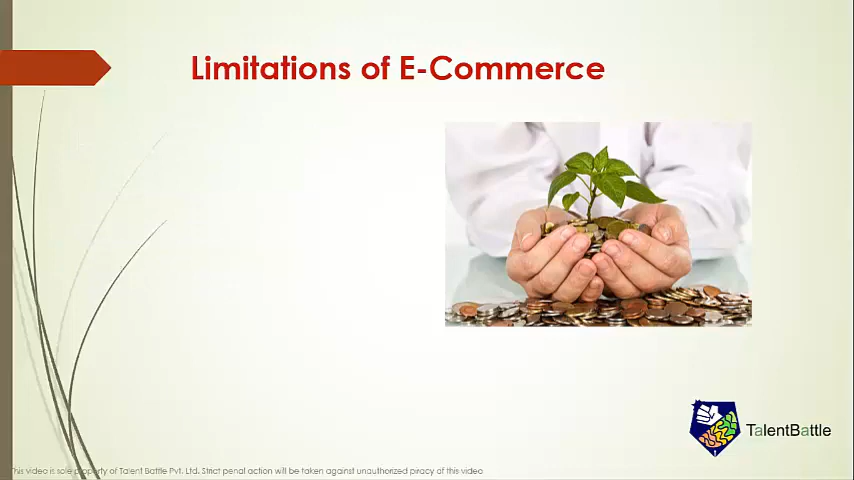 Limitations of E-Commerce
TalentBattle
This video is sole property of Talent Battle Pvt. Ltd. Strict penal action will be taken against unauthorized piracy of this video